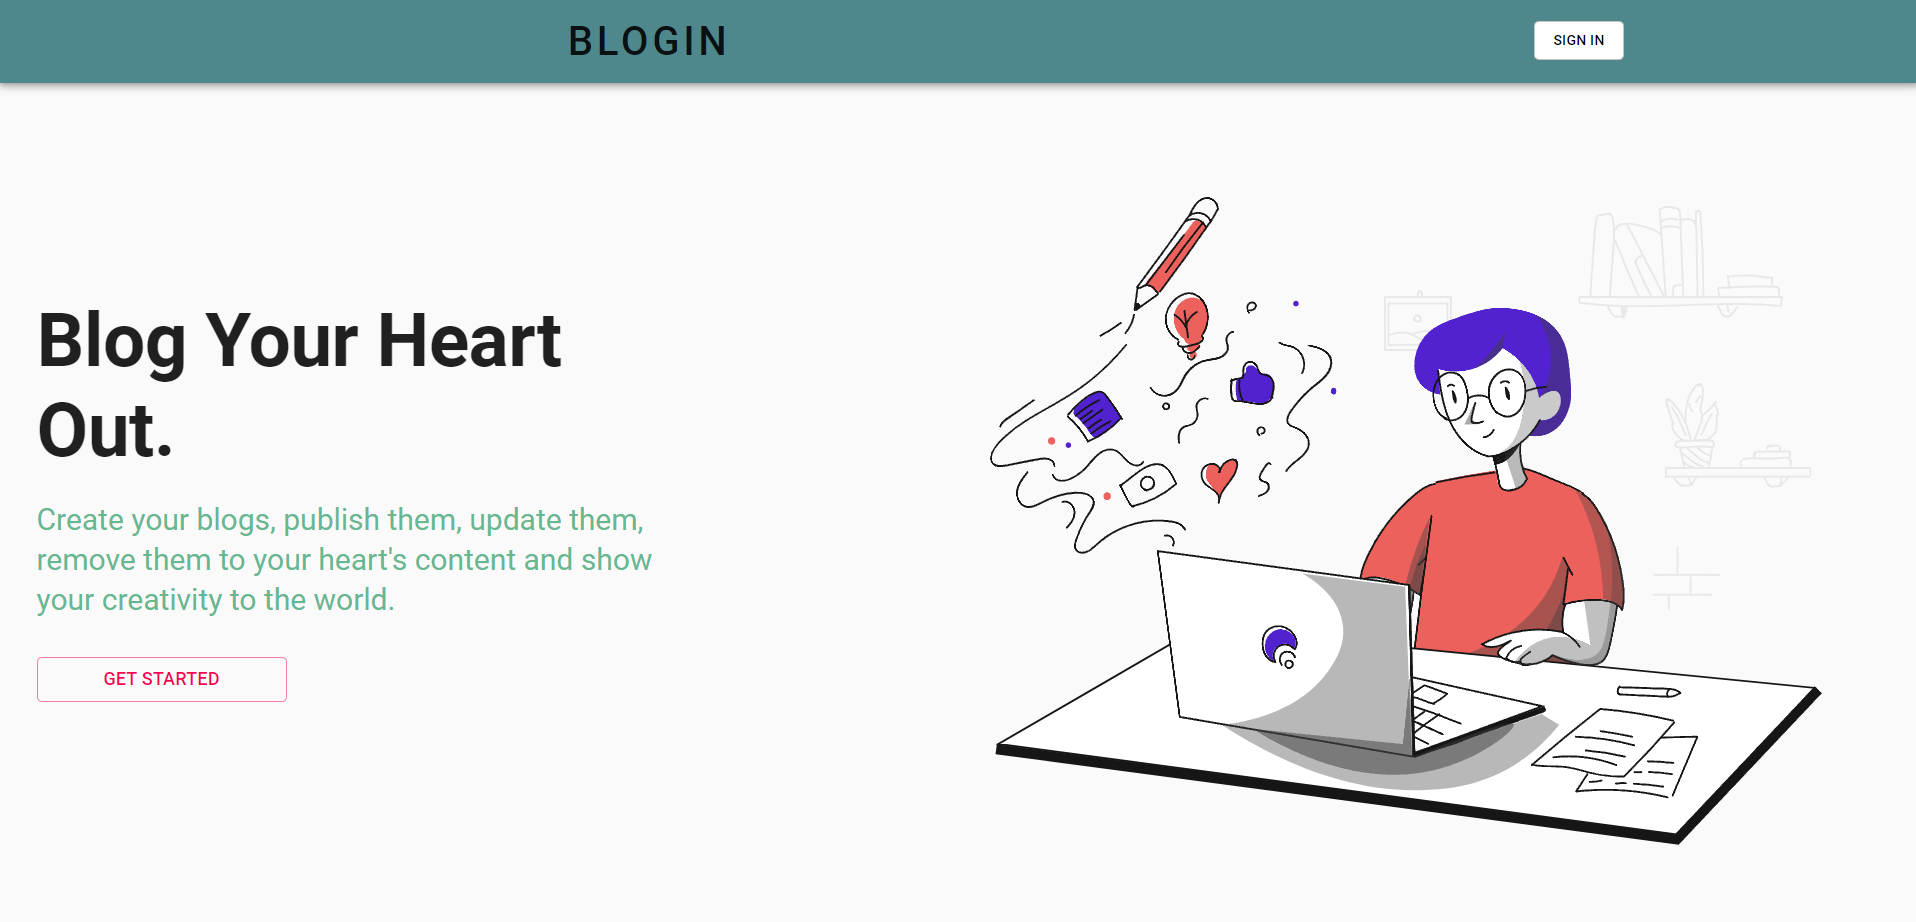 BLOGIN
SIGN IN
Blog Your Heart
Out.
Create your blogs, publish them, update them,
remove them to your heart's content and show
your creativity to the world.
GET STARTED